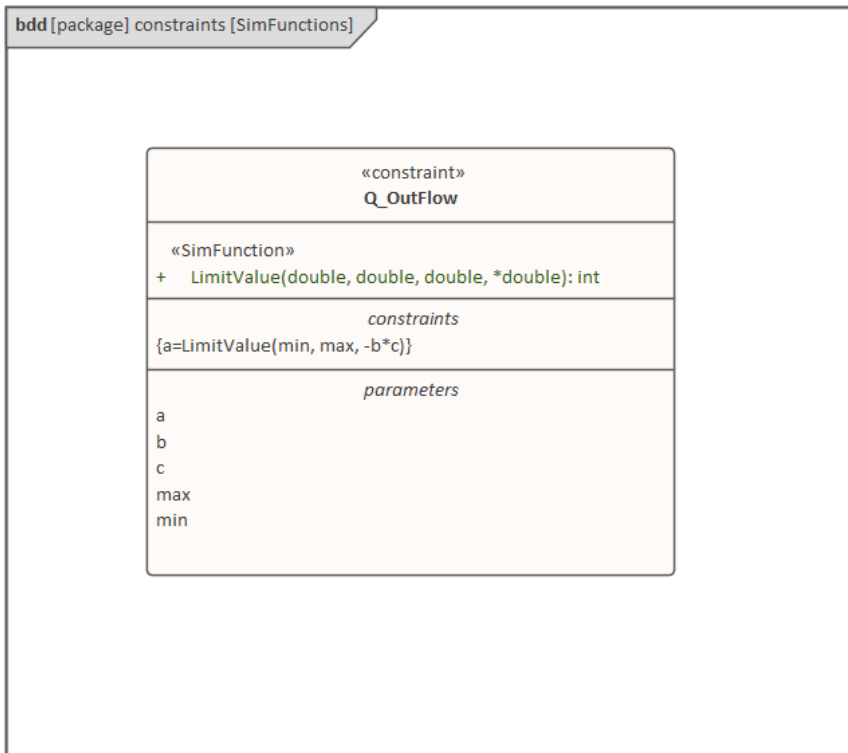 bdd [package] constraints [SimFunctions]
«constraint»
Q_OutFlow
«SimFunction»
+ LimitValue(double, double, double, *double): int
constraints
{a=LimitValue(min, max, -b*c)}
parameters
a
b
c
max
min